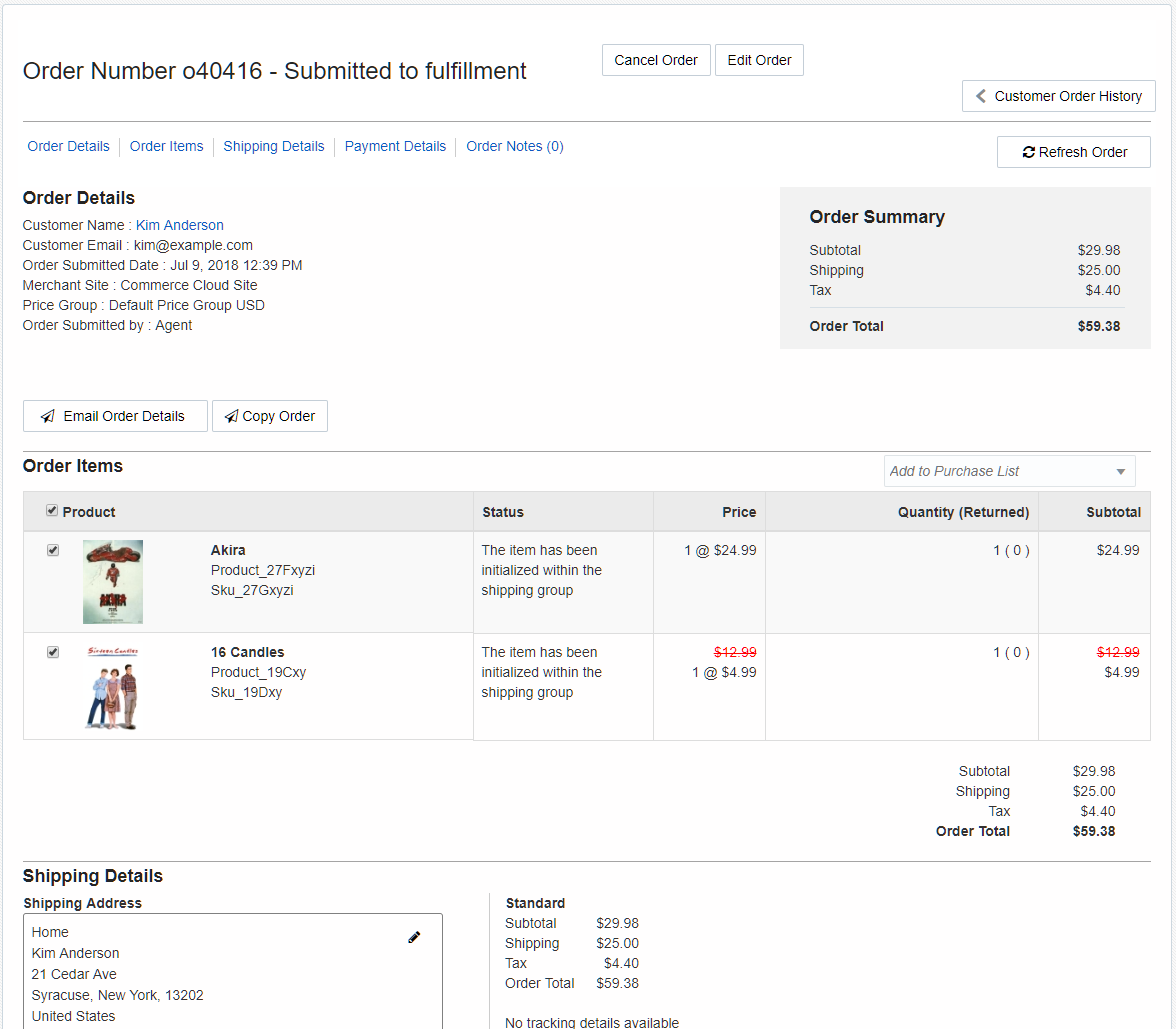 Order Number o40416 - Submitted to fulfillment
Cancel Order
Edit Order
Customer Order History
Order Details
Order Items
Shipping Details
Payment Details
Order Notes (0)
Refresh Order
Order Details
Customer Name : Kim Anderson
Customer Email : kim@example.com
Order Submitted Date : Jul 9, 2018 12:39 PM
Merchant Site : Commerce Cloud Site
Price Group : Default Price Group USD
Order Submitted by : Agent
Order Summary
Subtotal $29.98
Shipping $25.00
Tax $4.40
Order Total $59.38
Email Order Details
Copy Order
Order Items
Add to Purchase List
Product Status Price Quantity (Returned) Subtotal
AKIRA
Akira
Product_27Fxyzi
Sku_27Gxyzi
The item has been
initialized within the
shipping group
1 @ $24.99
1 ( 0 )
$24.99
Sixteen Candles
16 Candles
Product_19Cxy
Sku_19Dxy
The item has been
initialized within the
shipping group
$12.99
1 @ $4.99
1 ( 0 )
$12.99
$4.99
Subtotal $29.98
Shipping $25.00
Tax $4.40
Order Total $59.38
Shipping Details
Shipping Address
Home
Kim Anderson
21 Cedar Ave
Syracuse, New York, 13202
United States
Standard
Subtotal $29.98
Shipping $25.00
Tax $4.40
Order Total $59.38
No tracking details available